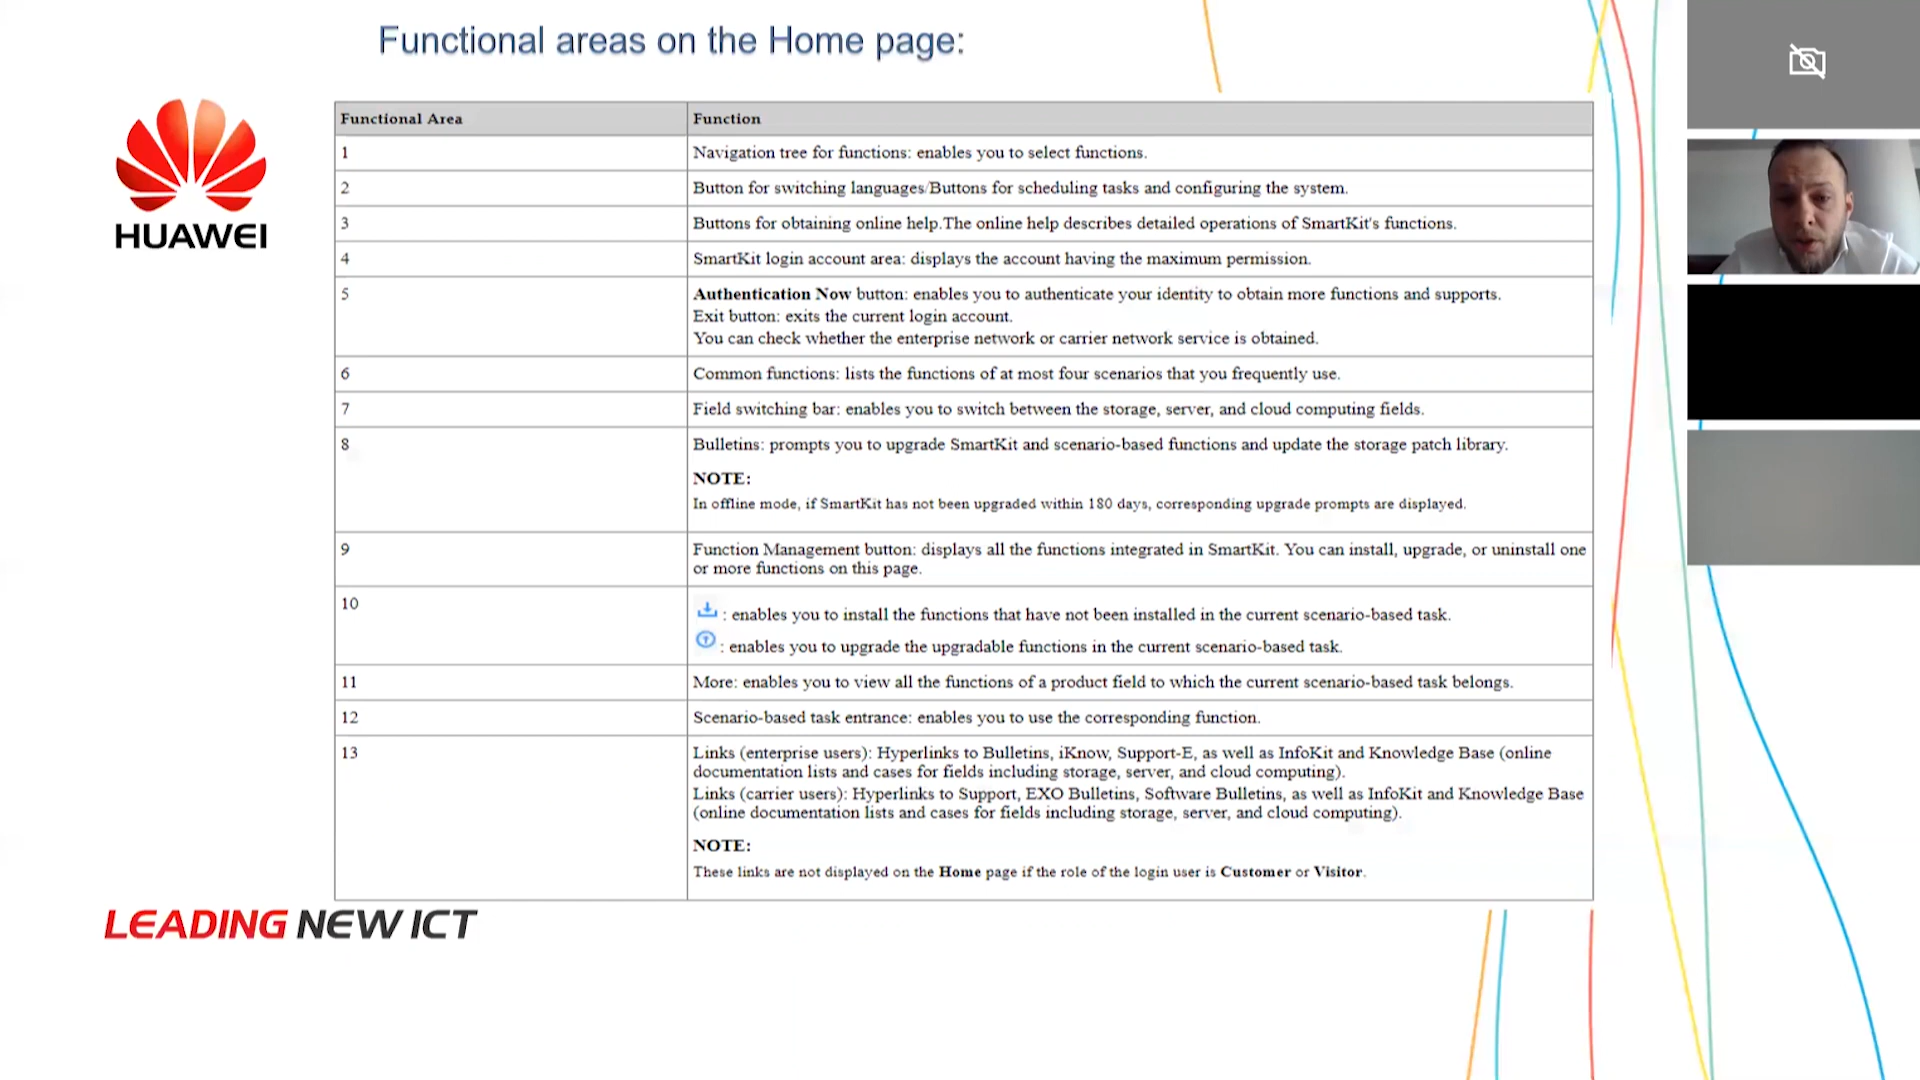 Functional areas on the Home page:
HUAWEI
Functional Area Function
1 Navigation tree for functions: enables you to select functions.
2 Button for switching languages/Buttons for scheduling tasks and configuring the system.
3 Buttons for obtaining online help.The online help describes detailed operations of SmartKit's functions.
4 SmartKit login account area: displays the account having the maximum permission.
5 Authentication Now button: enables you to authenticate your identity to obtain more functions and supports.
Exit button: exits the current login account.
You can check whether the enterprise network or carrier network service is obtained.
6 Common functions: lists the functions of at most four scenarios that you frequently use.
7 Field switching bar: enables you to switch between the storage, server, and cloud computing fields.
8 Bulletins: prompts you to upgrade SmartKit and scenario-based functions and update the storage patch library.
NOTE:
In offline mode, if SmartKit has not been upgraded within 180 days, corresponding upgrade prompts are displayed.
9 Function Management button: displays all the functions integrated in SmartKit. You can install, upgrade, or uninstall one
or more functions on this page.
10 : enables you to install the functions that have not been installed in the current scenario-based task.
: enables you to upgrade the upgradable functions in the current scenario-based task.
11 More: enables you to view all the functions of a product field to which the current scenario-based task belongs.
12 Scenario-based task entrance: enables you to use the corresponding function.
13 Links (enterprise users): Hyperlinks to Bulletins, iKnow, Support-E, as well as InfoKit and Knowledge Base (online
documentation lists and cases for fields including storage, server, and cloud computing).
Links (carrier users): Hyperlinks to Support, EXO Bulletins, Software Bulletins, as well as InfoKit and Knowledge Base
(online documentation lists and cases for fields including storage, server, and cloud computing).
NOTE:
These links are not displayed on the Home page if the role of the login user is Customer or Visitor.
LEADING NEW ICT